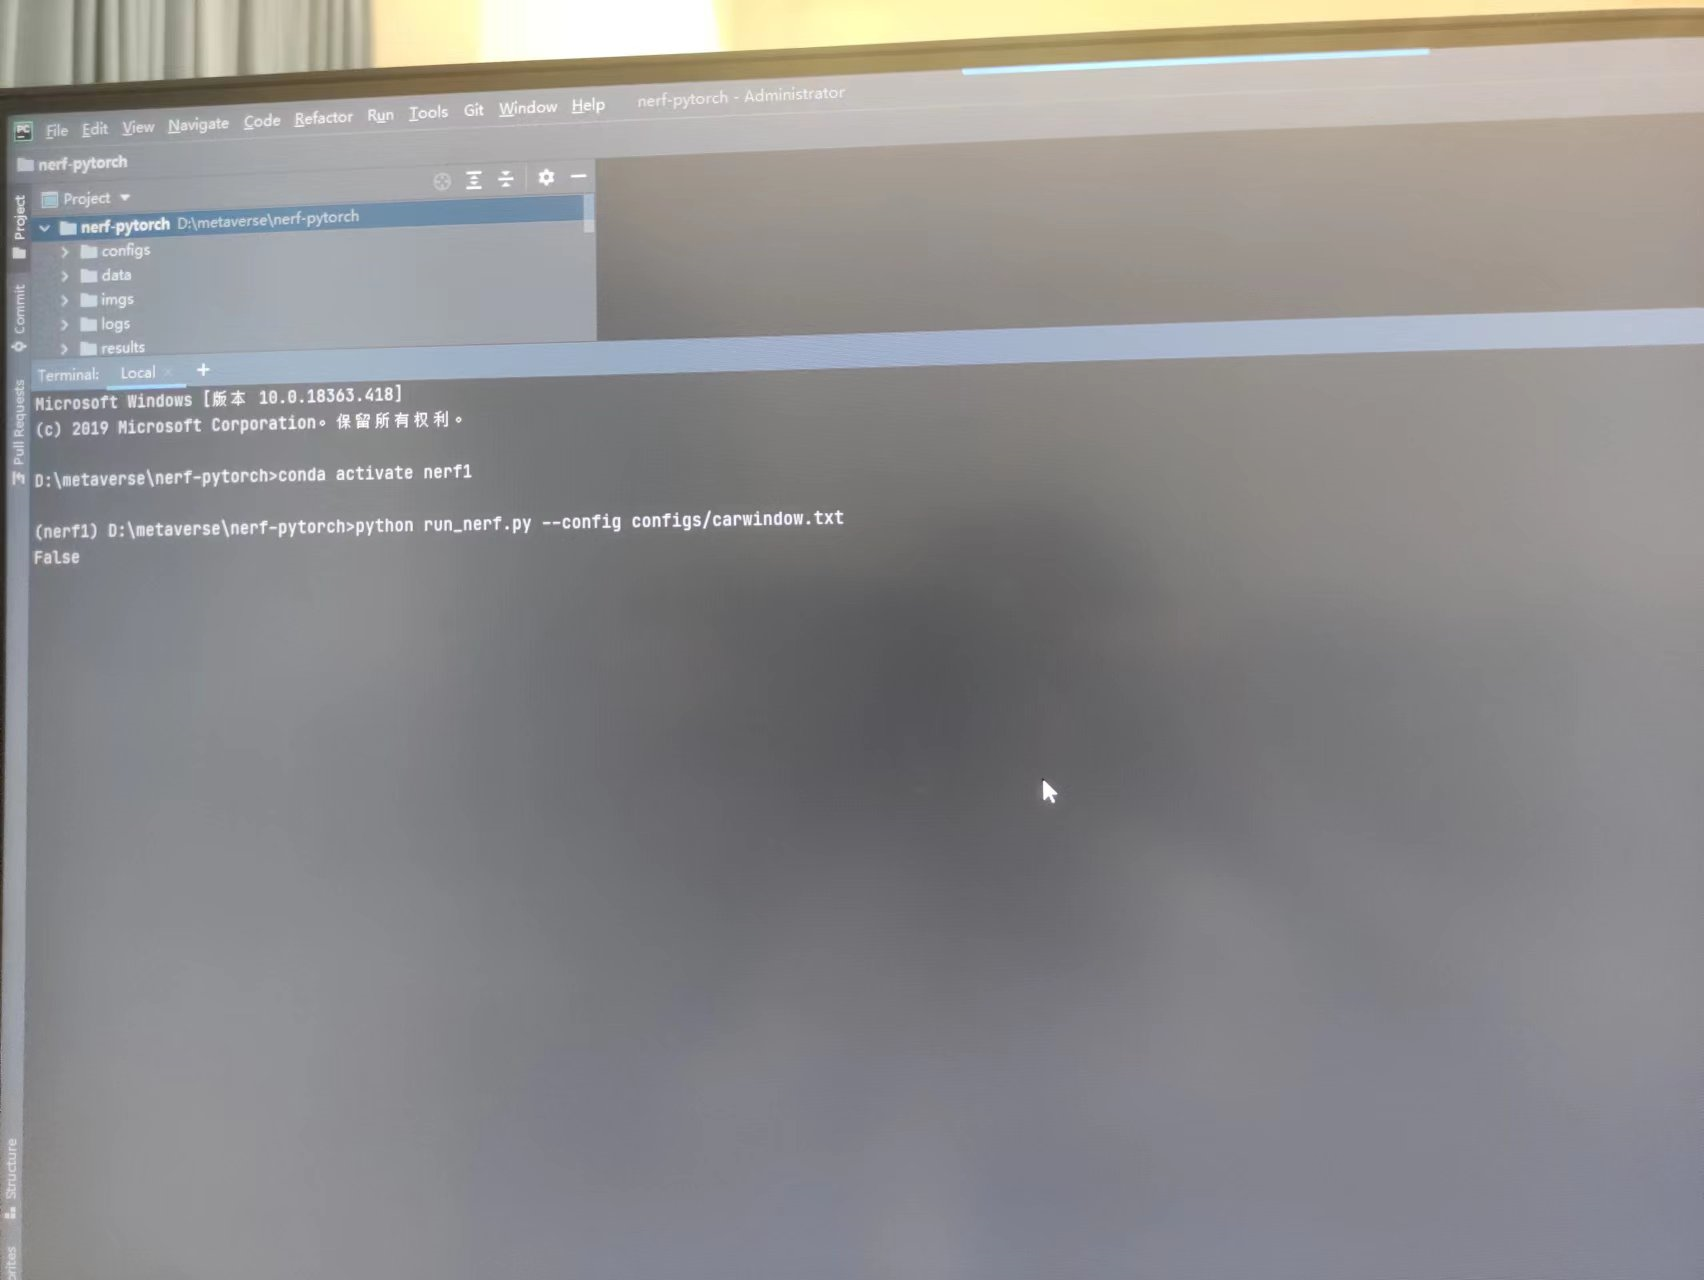 PC File Edit View Navigate Code Refactor Run Tools Git Window Help nerf-pytorch - Administrator
nerf-pytorch
Project
nerf-pytorch D:\metaverse\nerf-pytorch
configs
data
imgs
logs
results
Project
Commit
Pull Requests
Structure
Terminal: Local × +
Microsoft Windows [版本 10.0.18363.418]
(c) 2019 Microsoft Corporation。保留所有权利。
D:\metaverse\nerf-pytorch>conda activate nerf1
(nerf1) D:\metaverse\nerf-pytorch>python run_nerf.py --config configs/carwindow.txt
False